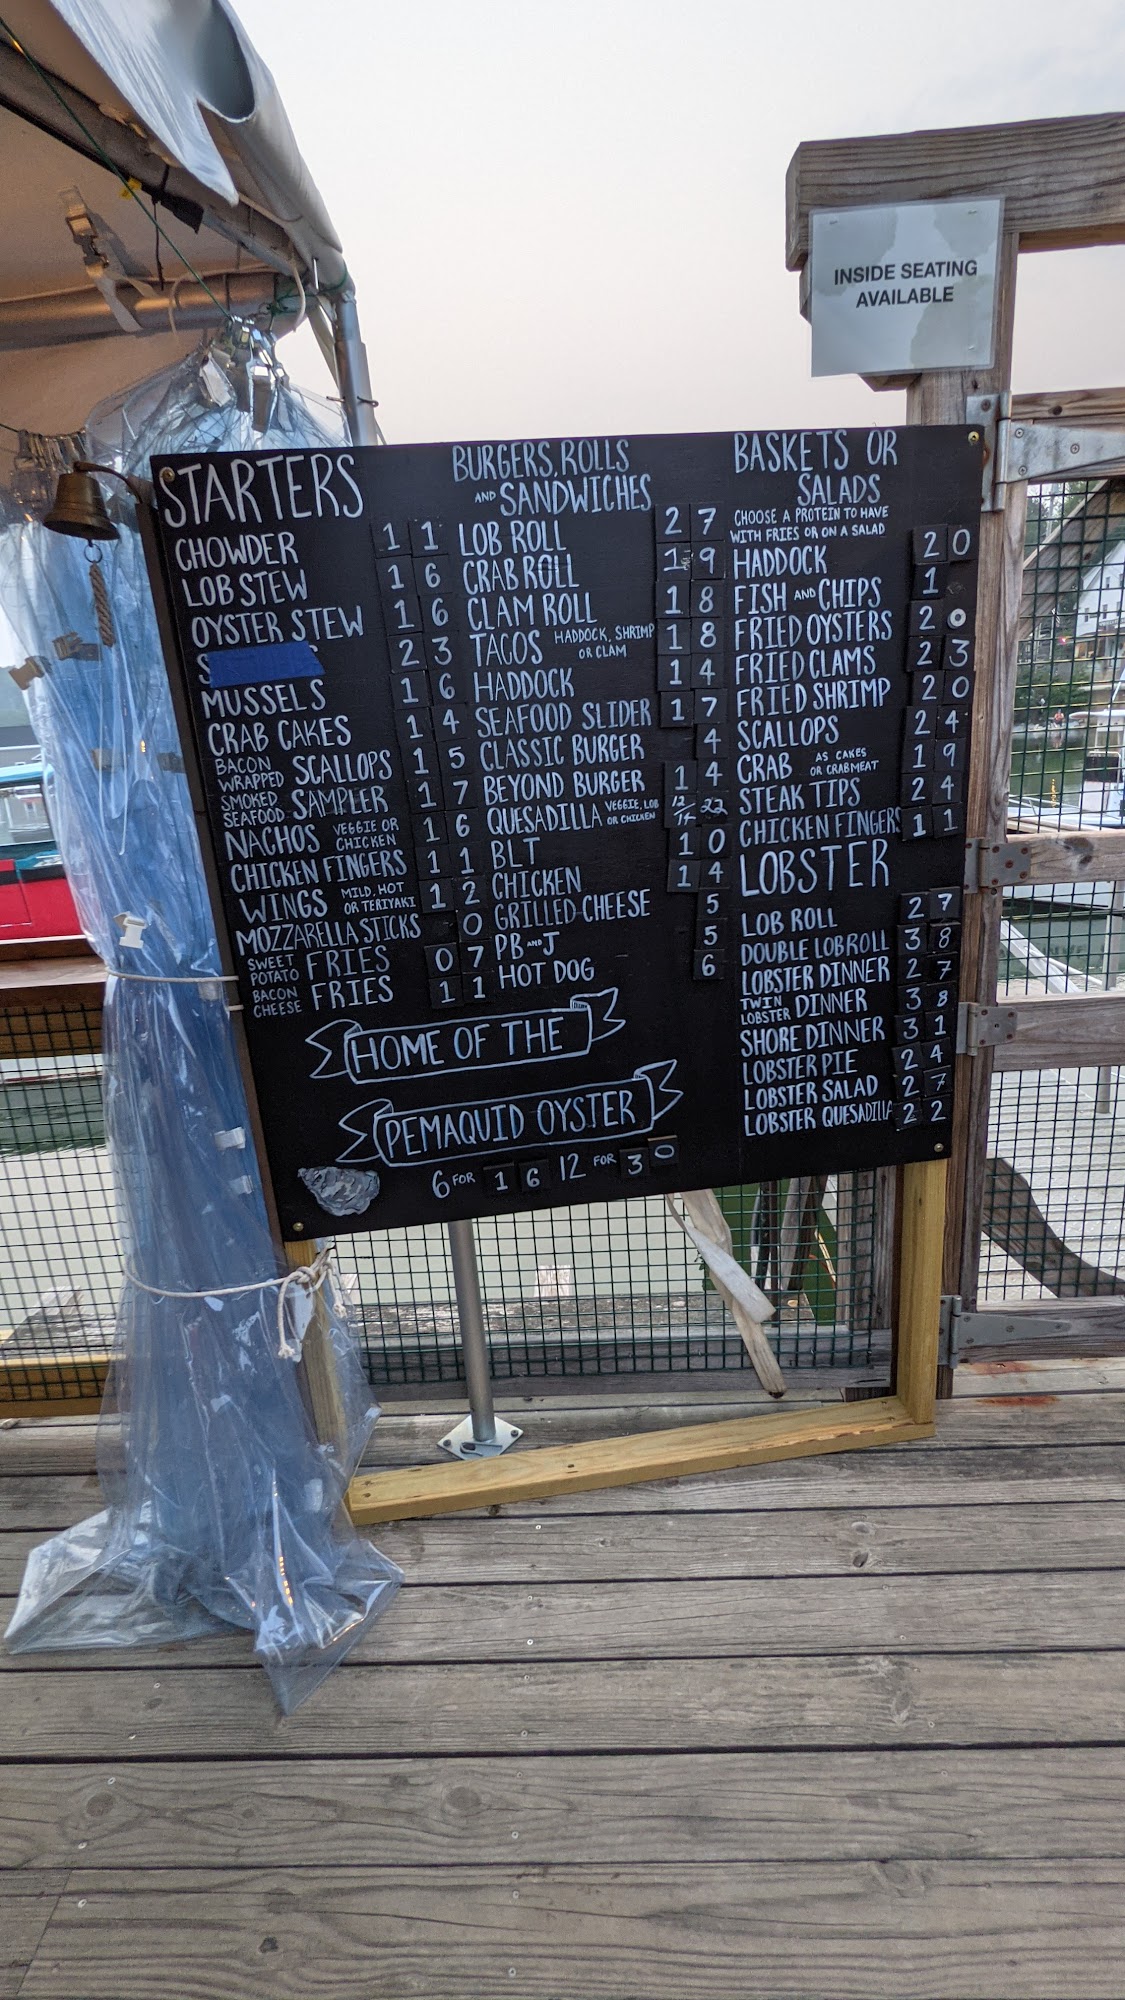 INSIDE SEATING
AVAILABLE
STARTERS
CHOWDER 11
LOB STEW 16
OYSTER STEW 16
S 23
MUSSELS 16
CRAB CAKES 14
BACON WRAPPED SCALLOPS 15
SMOKED SEAFOOD SAMPLER 17
NACHOS VEGGIE OR CHICKEN 16
CHICKEN FINGERS 11
WINGS MILD, HOT OR TERIYAKI 12
MOZZARELLA STICKS 0
SWEET POTATO FRIES 07
BACON CHEESE FRIES 11
BURGERS, ROLLS
AND SANDWICHES
LOB ROLL 27
CRAB ROLL 19
CLAM ROLL 18
TACOS HADDOCK, SHRIMP OR CLAM 18
HADDOCK 14
SEAFOOD SLIDER 17
CLASSIC BURGER 4
BEYOND BURGER 14
QUESADILLA VEGGIE, LOB OR CHICKEN 12/14 22
BLT 10
CHICKEN 14
GRILLED CHEESE 5
PB AND J 5
HOT DOG 6
BASKETS OR
SALADS
CHOOSE A PROTEIN TO HAVE
WITH FRIES OR ON A SALAD
HADDOCK 20
FISH AND CHIPS 1
FRIED OYSTERS 20
FRIED CLAMS 23
FRIED SHRIMP 20
SCALLOPS 24
CRAB AS CAKES OR CRABMEAT 19
STEAK TIPS 24
CHICKEN FINGERS 11
LOBSTER
LOB ROLL 27
DOUBLE LOB ROLL 38
LOBSTER DINNER 27
TWIN LOBSTER DINNER 38
SHORE DINNER 31
LOBSTER PIE 24
LOBSTER SALAD 27
LOBSTER QUESADILLA 22
HOME OF THE
PEMAQUID OYSTER
6 FOR 16 12 FOR 30